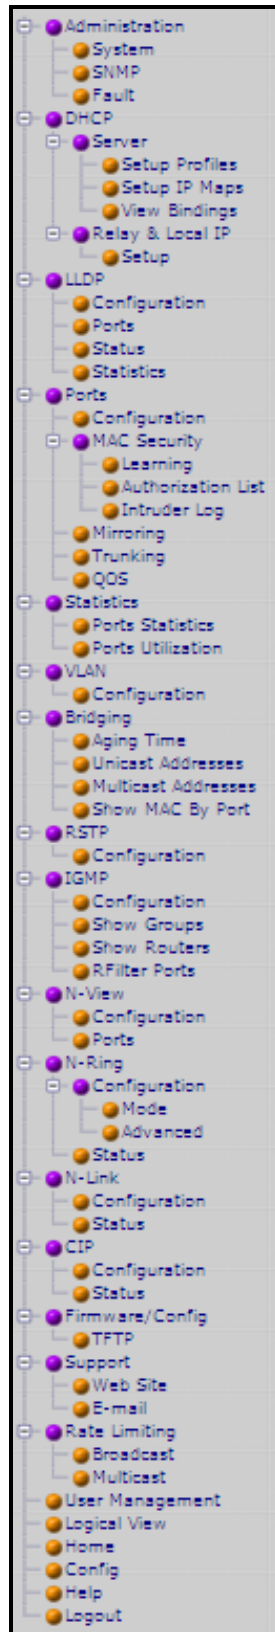 Administration
System
SNMP
Fault
DHCP
Server
Setup Profiles
Setup IP Maps
View Bindings
Relay & Local IP
Setup
LLDP
Configuration
Ports
Status
Statistics
Ports
Configuration
MAC Security
Learning
Authorization List
Intruder Log
Mirroring
Trunking
QOS
Statistics
Ports Statistics
Ports Utilization
VLAN
Configuration
Bridging
Aging Time
Unicast Addresses
Multicast Addresses
Show MAC By Port
RSTP
Configuration
IGMP
Configuration
Show Groups
Show Routers
RFilter Ports
N-View
Configuration
Ports
N-Ring
Configuration
Mode
Advanced
Status
N-Link
Configuration
Status
CIP
Configuration
Status
Firmware/Config
TFTP
Support
Web Site
E-mail
Rate Limiting
Broadcast
Multicast
User Management
Logical View
Home
Config
Help
Logout